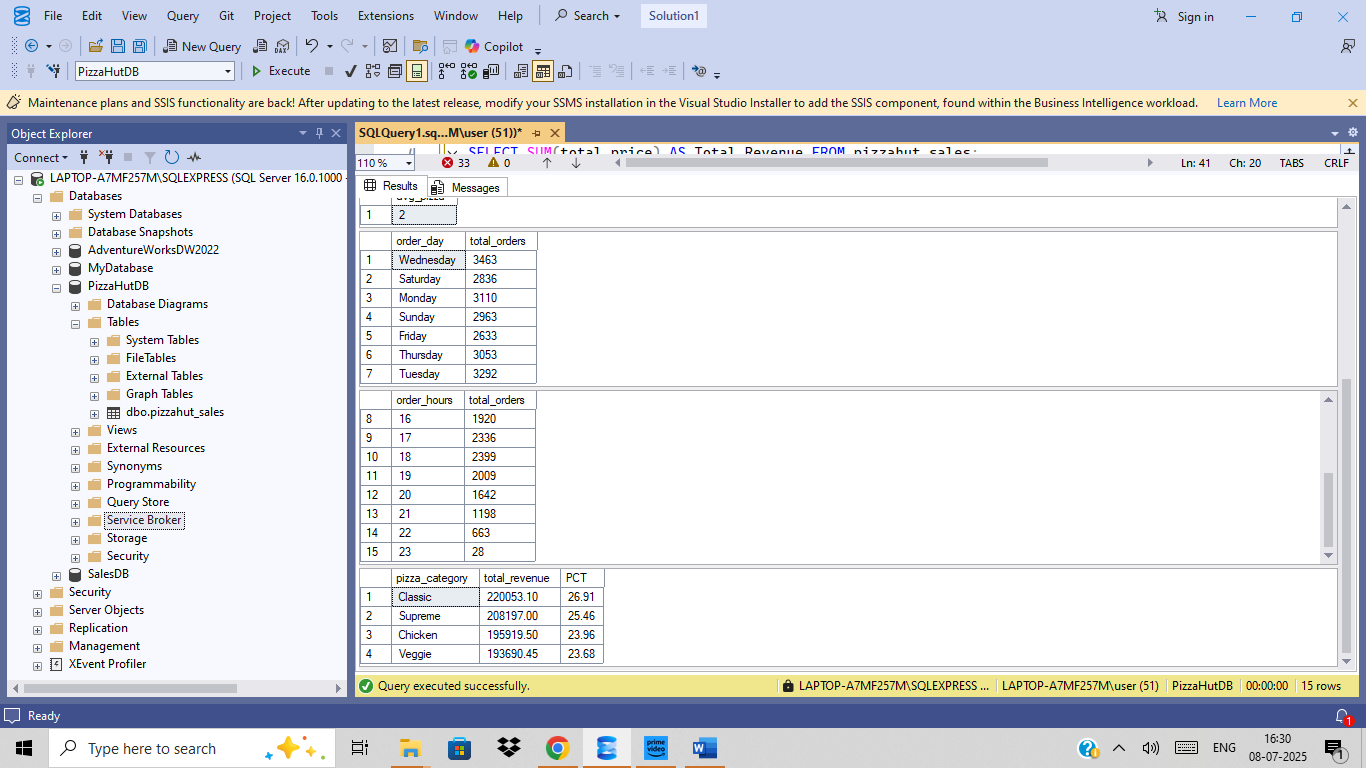 File Edit View Query Git Project Tools Extensions Window Help Search Solution1 Sign in
New Query DAX Copilot
PizzaHutDB Execute
Maintenance plans and SSIS functionality are back! After updating to the latest release, modify your SSMS installation in the Visual Studio Installer to add the SSIS component, found within the Business Intelligence workload. Learn More
Object Explorer
Connect
LAPTOP-A7MF257M\SQLEXPRESS (SQL Server 16.0.1000 -
Databases
System Databases
Database Snapshots
AdventureWorksDW2022
MyDatabase
PizzaHutDB
Database Diagrams
Tables
System Tables
FileTables
External Tables
Graph Tables
dbo.pizzahut_sales
Views
External Resources
Synonyms
Programmability
Query Store
Service Broker
Storage
Security
SalesDB
Security
Server Objects
Replication
Management
XEvent Profiler
SQLQuery1.sq...M\user (51))*
SELECT SUM(total_price) AS Total_Revenue FROM pizzahut_sales;
110 % 33 0 Ln: 41 Ch: 20 TABS CRLF
Results Messages
avg_pizza
1 2
order_day total_orders
1 Wednesday 3463
2 Saturday 2836
3 Monday 3110
4 Sunday 2963
5 Friday 2633
6 Thursday 3053
7 Tuesday 3292
order_hours total_orders
8 16 1920
9 17 2336
10 18 2399
11 19 2009
12 20 1642
13 21 1198
14 22 663
15 23 28
pizza_category total_revenue PCT
1 Classic 220053.10 26.91
2 Supreme 208197.00 25.46
3 Chicken 195919.50 23.96
4 Veggie 193690.45 23.68
Query executed successfully. LAPTOP-A7MF257M\SQLEXPRESS ... LAPTOP-A7MF257M\user (51) PizzaHutDB 00:00:00 15 rows
Ready 1
Type here to search prime video W ENG 16:30 08-07-2025 1